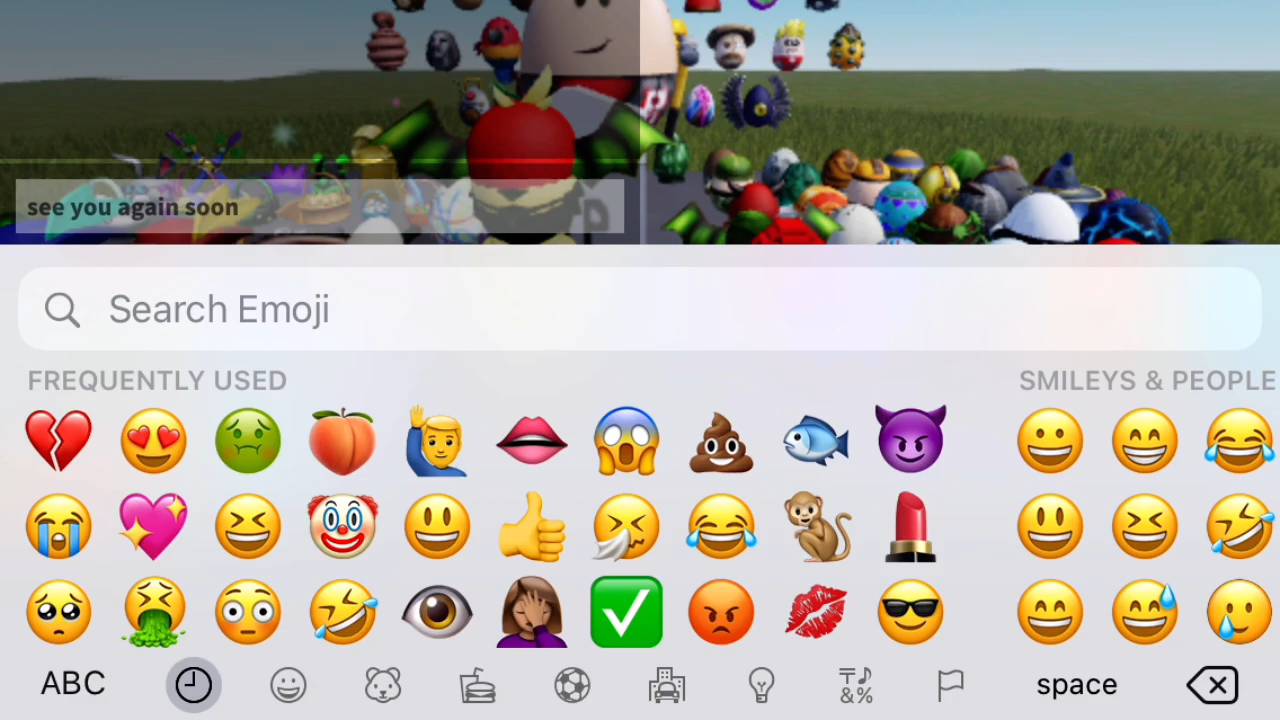 see you again soon
Search Emoji
FREQUENTLY USED
SMILEYS & PEOPLE
ABC
space